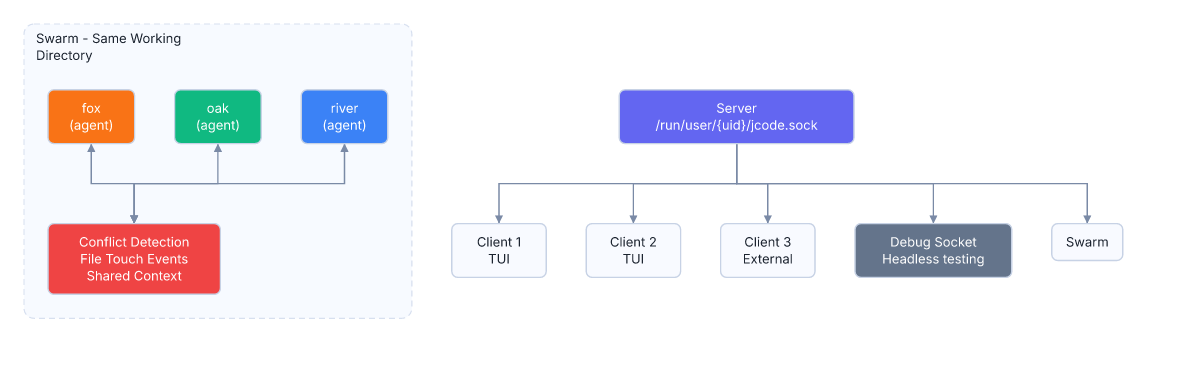 Swarm - Same Working
Directory
fox
(agent)
oak
(agent)
river
(agent)
Conflict Detection
File Touch Events
Shared Context
Server
/run/user/{uid}/jcode.sock
Client 1
TUI
Client 2
TUI
Client 3
External
Debug Socket
Headless testing
Swarm